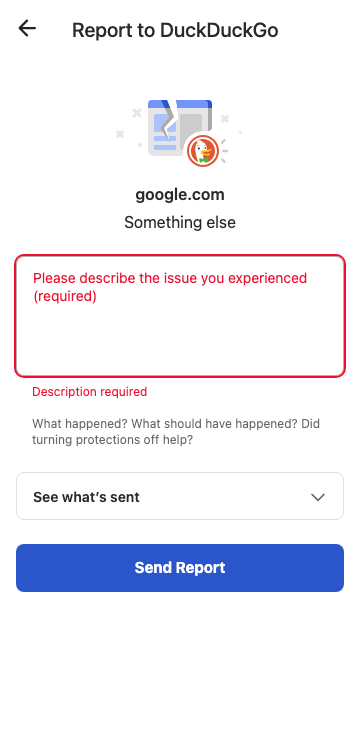 Report to DuckDuckGo
google.com
Something else
Please describe the issue you experienced
(required)
Description required
What happened? What should have happened? Did
turning protections off help?
See what's sent
Send Report